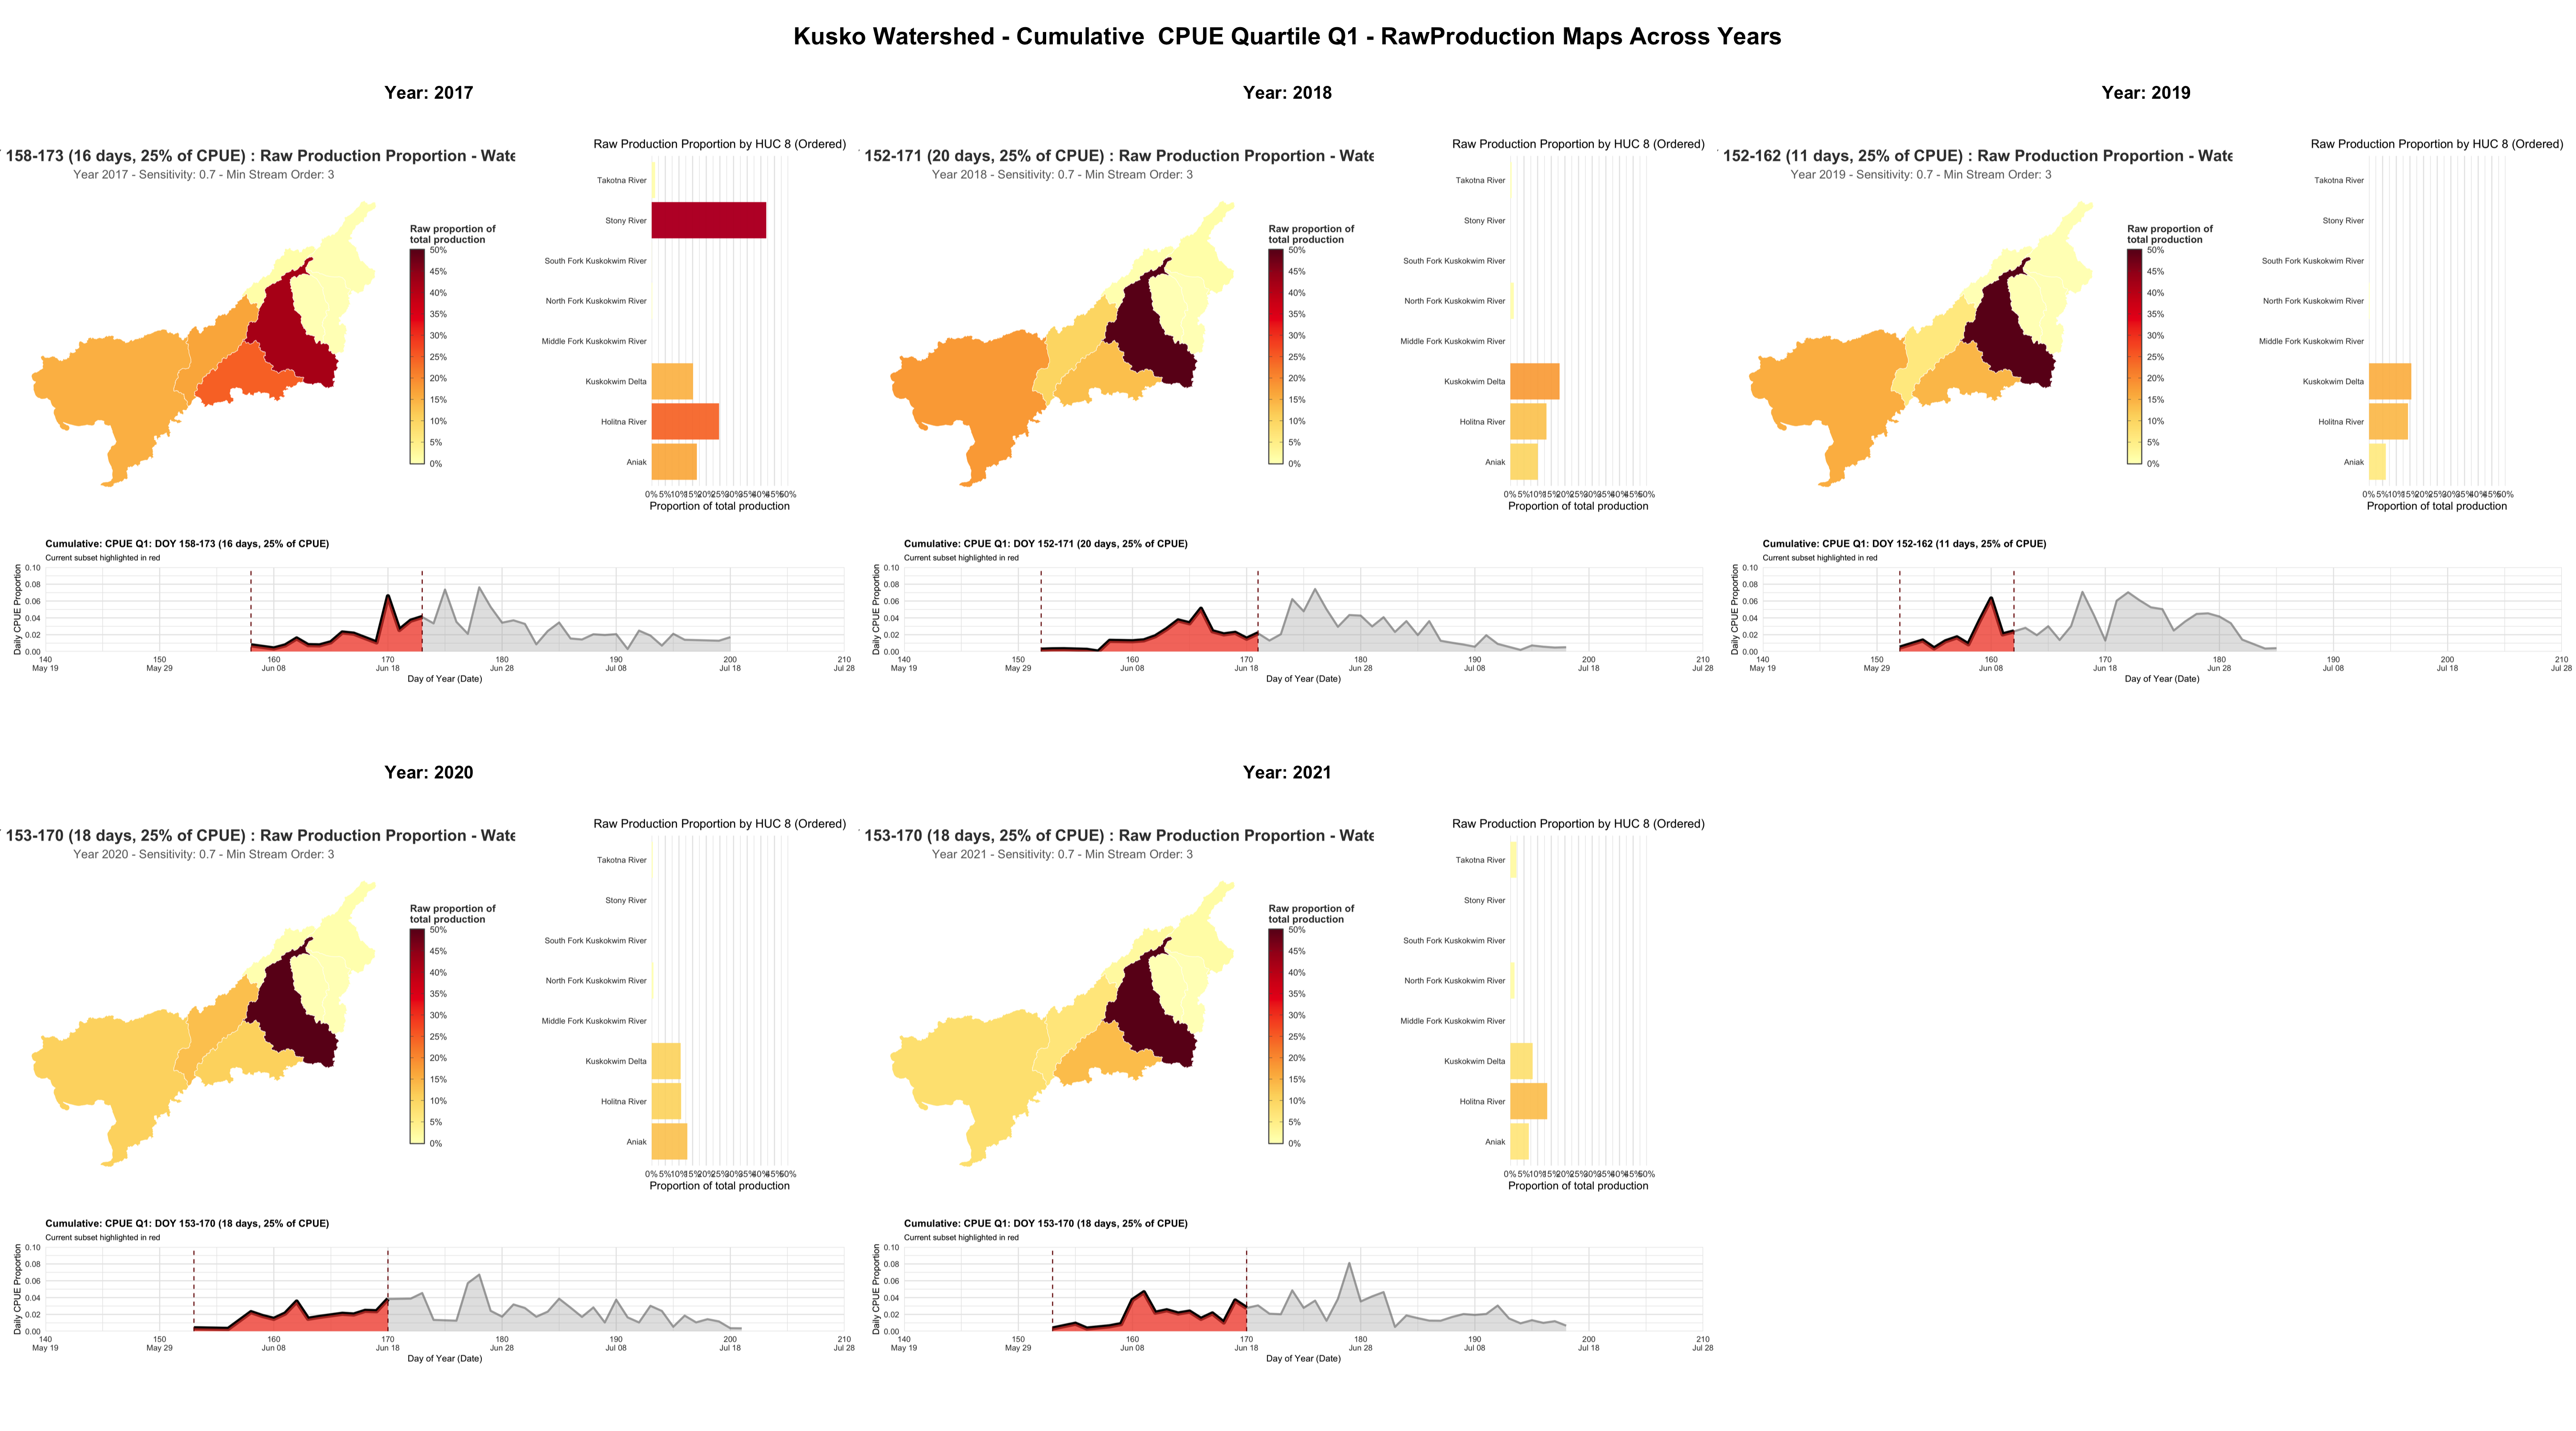 Kusko Watershed - Cumulative  CPUE Quartile Q1 - RawProduction Maps Across Years
Year: 2017
158-173 (16 days, 25% of CPUE) : Raw Production Proportion - Wate
Year 2017 - Sensitivity: 0.7 - Min Stream Order: 3
Raw proportion of
total production
50%
45%
40%
35%
30%
25%
20%
15%
10%
5%
0%
Raw Production Proportion by HUC 8 (Ordered)
Takotna River
Stony River
South Fork Kuskokwim River
North Fork Kuskokwim River
Middle Fork Kuskokwim River
Kuskokwim Delta
Holitna River
Aniak
0% 5% 10% 15% 20% 25% 30% 35% 40% 45% 50%
Proportion of total production
Cumulative: CPUE Q1: DOY 158-173 (16 days, 25% of CPUE)
Current subset highlighted in red
Daily CPUE Proportion
0.10
0.08
0.06
0.04
0.02
0.00
140 150 160 170 180 190 200 210
May 19 May 29 Jun 08 Jun 18 Jun 28 Jul 08 Jul 18 Jul 28
Day of Year (Date)
Year: 2018
152-171 (20 days, 25% of CPUE) : Raw Production Proportion - Wate
Year 2018 - Sensitivity: 0.7 - Min Stream Order: 3
Raw proportion of
total production
50%
45%
40%
35%
30%
25%
20%
15%
10%
5%
0%
Raw Production Proportion by HUC 8 (Ordered)
Takotna River
Stony River
South Fork Kuskokwim River
North Fork Kuskokwim River
Middle Fork Kuskokwim River
Kuskokwim Delta
Holitna River
Aniak
0% 5% 10% 15% 20% 25% 30% 35% 40% 45% 50%
Proportion of total production
Cumulative: CPUE Q1: DOY 152-171 (20 days, 25% of CPUE)
Current subset highlighted in red
Daily CPUE Proportion
0.10
0.08
0.06
0.04
0.02
0.00
140 150 160 170 180 190 200 210
May 19 May 29 Jun 08 Jun 18 Jun 28 Jul 08 Jul 18 Jul 28
Day of Year (Date)
Year: 2019
152-162 (11 days, 25% of CPUE) : Raw Production Proportion - Wate
Year 2019 - Sensitivity: 0.7 - Min Stream Order: 3
Raw proportion of
total production
50%
45%
40%
35%
30%
25%
20%
15%
10%
5%
0%
Raw Production Proportion by HUC 8 (Ordered)
Takotna River
Stony River
South Fork Kuskokwim River
North Fork Kuskokwim River
Middle Fork Kuskokwim River
Kuskokwim Delta
Holitna River
Aniak
0% 5% 10% 15% 20% 25% 30% 35% 40% 45% 50%
Proportion of total production
Cumulative: CPUE Q1: DOY 152-162 (11 days, 25% of CPUE)
Current subset highlighted in red
Daily CPUE Proportion
0.10
0.08
0.06
0.04
0.02
0.00
140 150 160 170 180 190 200 210
May 19 May 29 Jun 08 Jun 18 Jun 28 Jul 08 Jul 18 Jul 28
Day of Year (Date)
Year: 2020
153-170 (18 days, 25% of CPUE) : Raw Production Proportion - Wate
Year 2020 - Sensitivity: 0.7 - Min Stream Order: 3
Raw proportion of
total production
50%
45%
40%
35%
30%
25%
20%
15%
10%
5%
0%
Raw Production Proportion by HUC 8 (Ordered)
Takotna River
Stony River
South Fork Kuskokwim River
North Fork Kuskokwim River
Middle Fork Kuskokwim River
Kuskokwim Delta
Holitna River
Aniak
0% 5% 10% 15% 20% 25% 30% 35% 40% 45% 50%
Proportion of total production
Cumulative: CPUE Q1: DOY 153-170 (18 days, 25% of CPUE)
Current subset highlighted in red
Daily CPUE Proportion
0.10
0.08
0.06
0.04
0.02
0.00
140 150 160 170 180 190 200 210
May 19 May 29 Jun 08 Jun 18 Jun 28 Jul 08 Jul 18 Jul 28
Day of Year (Date)
Year: 2021
153-170 (18 days, 25% of CPUE) : Raw Production Proportion - Wate
Year 2021 - Sensitivity: 0.7 - Min Stream Order: 3
Raw proportion of
total production
50%
45%
40%
35%
30%
25%
20%
15%
10%
5%
0%
Raw Production Proportion by HUC 8 (Ordered)
Takotna River
Stony River
South Fork Kuskokwim River
North Fork Kuskokwim River
Middle Fork Kuskokwim River
Kuskokwim Delta
Holitna River
Aniak
0% 5% 10% 15% 20% 25% 30% 35% 40% 45% 50%
Proportion of total production
Cumulative: CPUE Q1: DOY 153-170 (18 days, 25% of CPUE)
Current subset highlighted in red
Daily CPUE Proportion
0.10
0.08
0.06
0.04
0.02
0.00
140 150 160 170 180 190 200 210
May 19 May 29 Jun 08 Jun 18 Jun 28 Jul 08 Jul 18 Jul 28
Day of Year (Date)